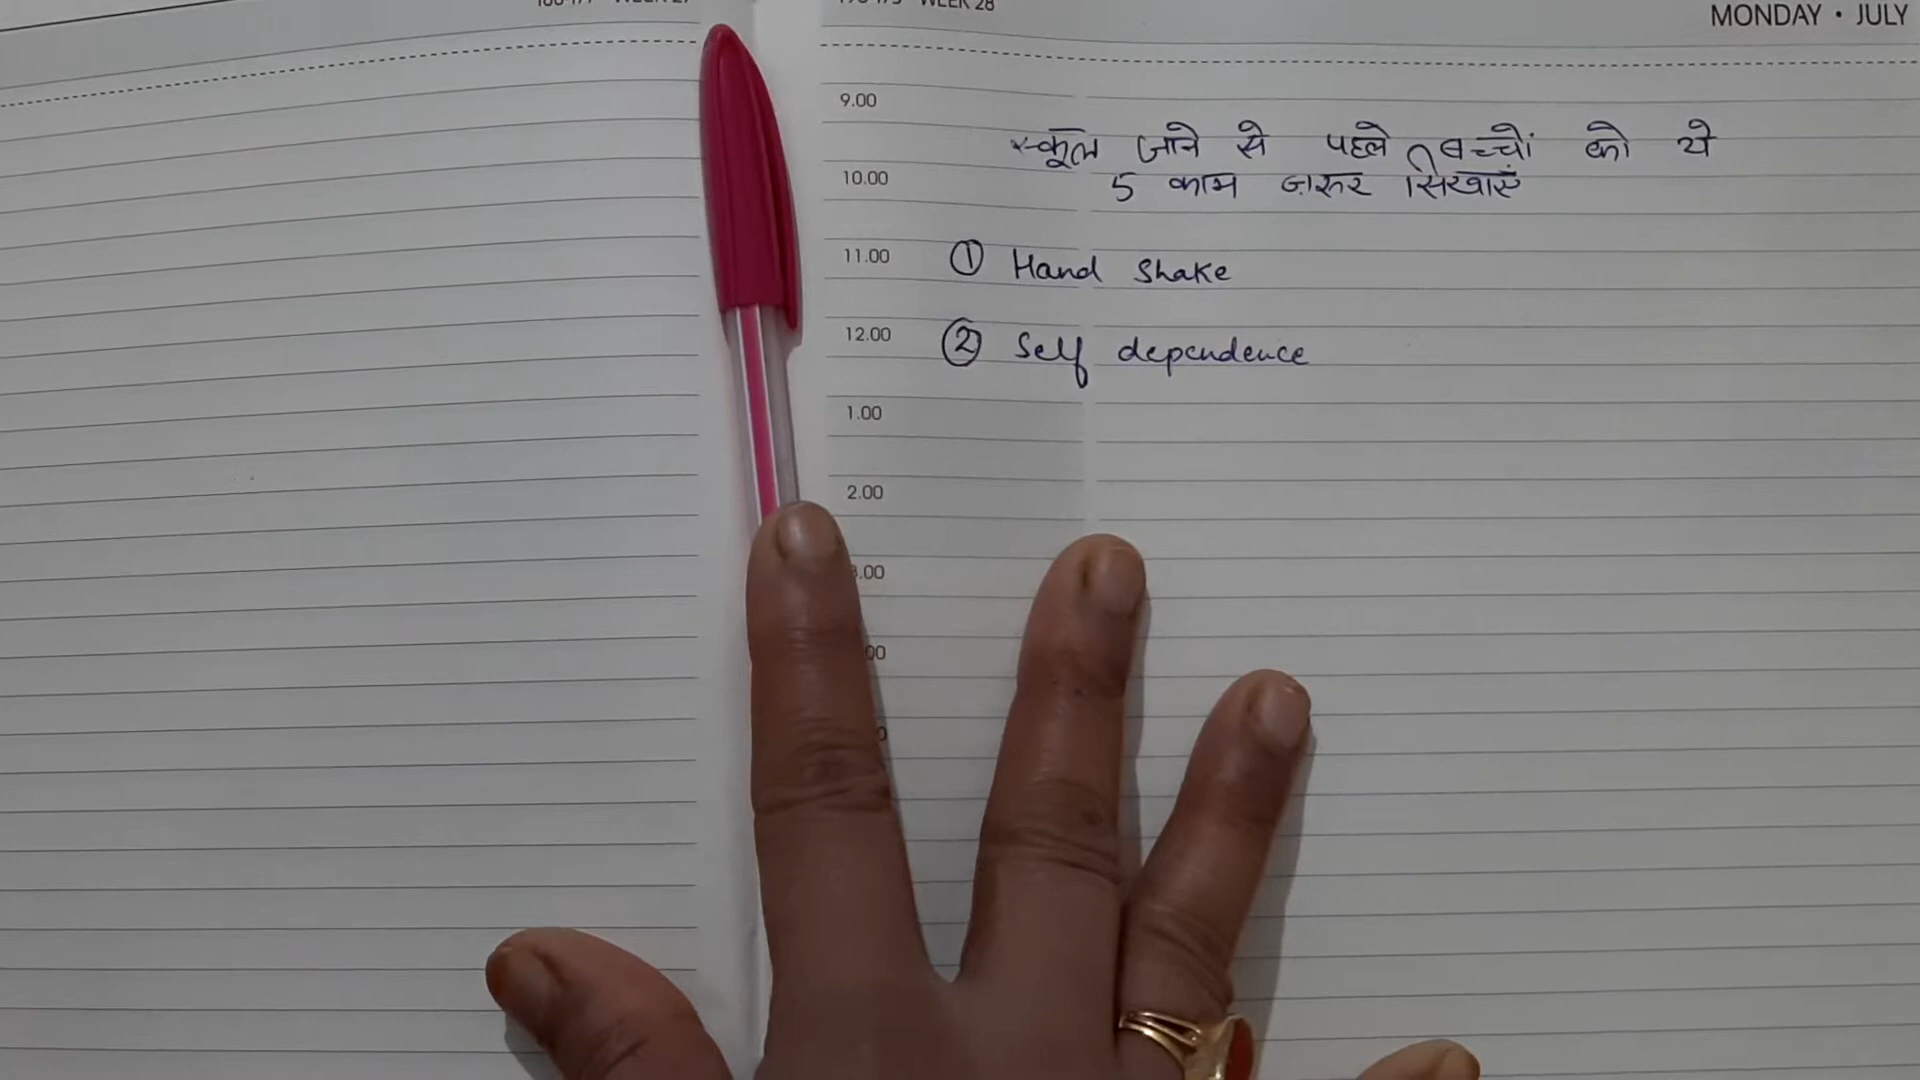 WEEK 28
MONDAY • JULY
9.00
स्कूल जाने से पहले बच्चों को ये
10.00
5 काम ज़रूर सिखाएं
11.00
① Hand Shake
12.00
② Self dependence
1.00
2.00